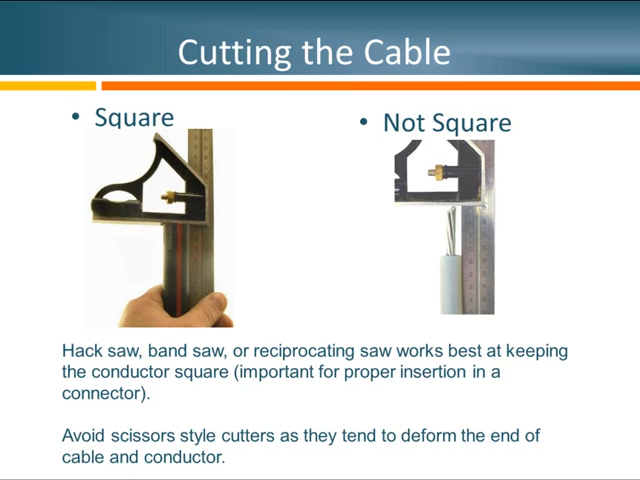 Cutting the Cable
• Square
• Not Square
Hack saw, band saw, or reciprocating saw works best at keeping
the conductor square (important for proper insertion in a
connector).
Avoid scissors style cutters as they tend to deform the end of
cable and conductor.